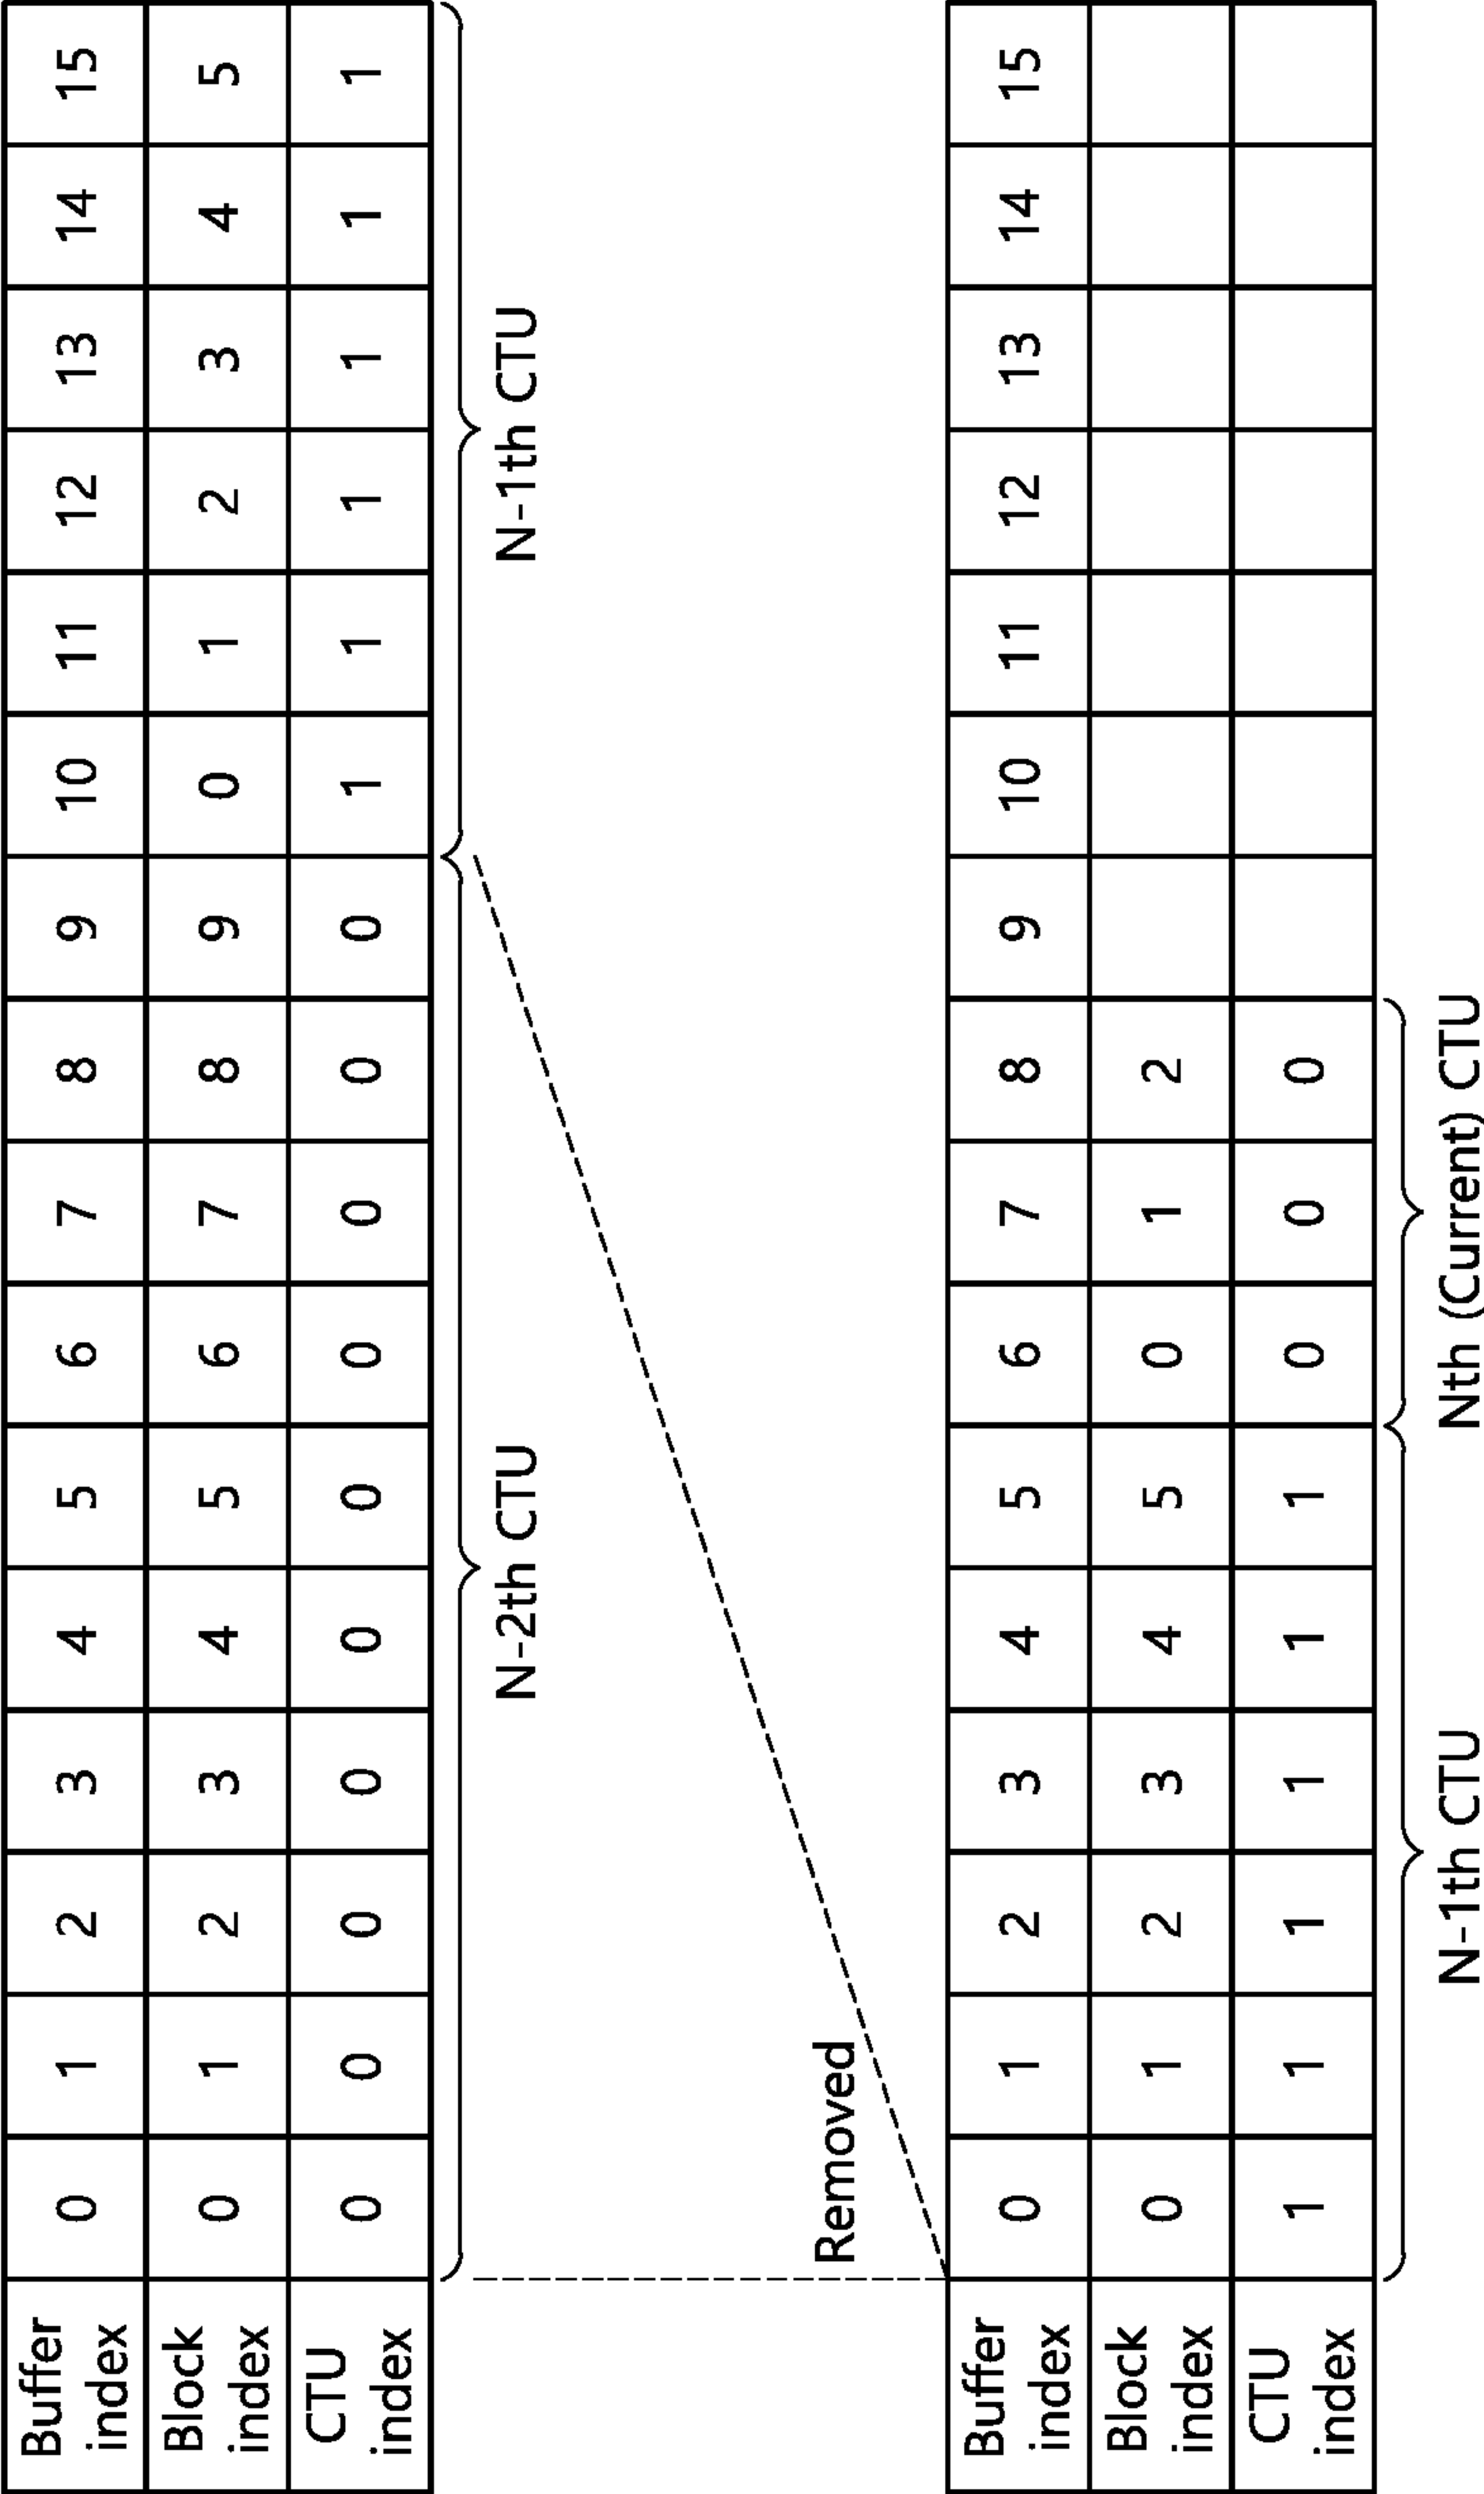 Buffer index 0 1 2 3 4 5 6 7 8 9 10 11 12 13 14 15
Block index 0 1 2 3 4 5 6 7 8 9 0 1 2 3 4 5
CTU index 0 0 0 0 0 0 0 0 0 0 1 1 1 1 1 1
N-2th CTU N-1th CTU
Removed
Buffer index 0 1 2 3 4 5 6 7 8 9 10 11 12 13 14 15
Block index 0 1 2 3 4 5 0 1 2
CTU index 1 1 1 1 1 1 0 0 0
N-1th CTU Nth (Current) CTU